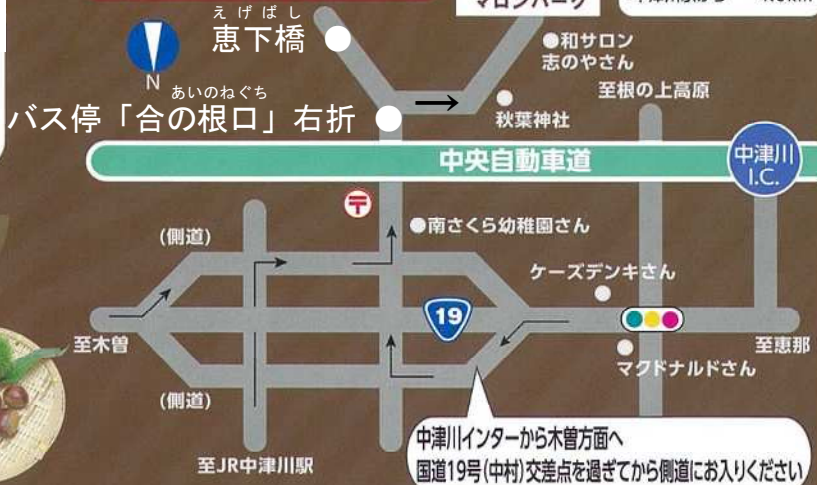 マロンパーク
えげばし
恵下橋
N
あいのねぐち
バス停「合の根口」右折
→
●和サロン
志のやさん
秋葉神社
至根の上高原
中央自動車道
中津川
I.C.
〒
(側道)
●南さくら幼稚園さん
ケーズデンキさん
19
至木曽
至恵那
マクドナルドさん
(側道)
至JR中津川駅
中津川インターから木曽方面へ
国道19号(中村)交差点を過ぎてから側道にお入りください